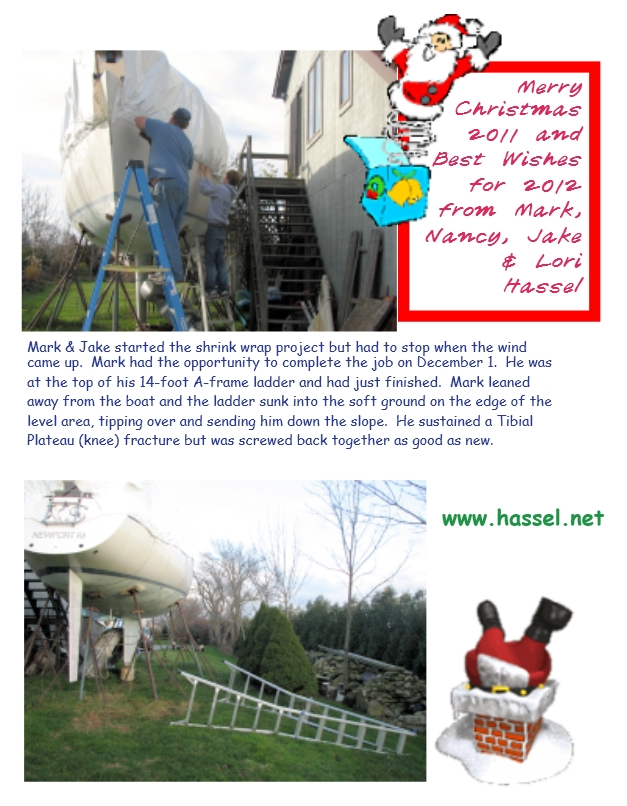 Merry
Christmas
2011 and
Best Wishes
for 2012
from Mark,
Nancy, Jake
& Lori
Hassel
Mark & Jake started the shrink wrap project but had to stop when the wind
came up.  Mark had the opportunity to complete the job on December 1.  He was
at the top of his 14-foot A-frame ladder and had just finished.  Mark leaned
away from the boat and the ladder sunk into the soft ground on the edge of the
level area, tipping over and sending him down the slope.  He sustained a Tibial
Plateau (knee) fracture but was screwed back together as good as new.
www.hassel.net
NEWPORT